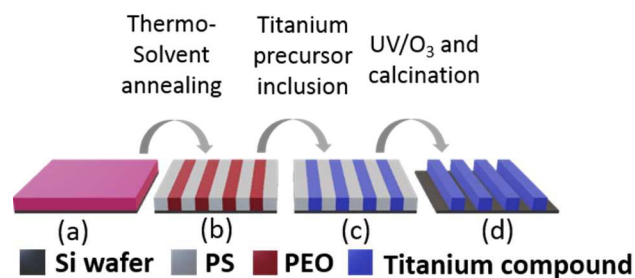 Thermo-
Solvent
annealing
Titanium
precursor
inclusion
UV/O₃ and
calcination
(a)
(b)
(c)
(d)
Si wafer
PS
PEO
Titanium compound